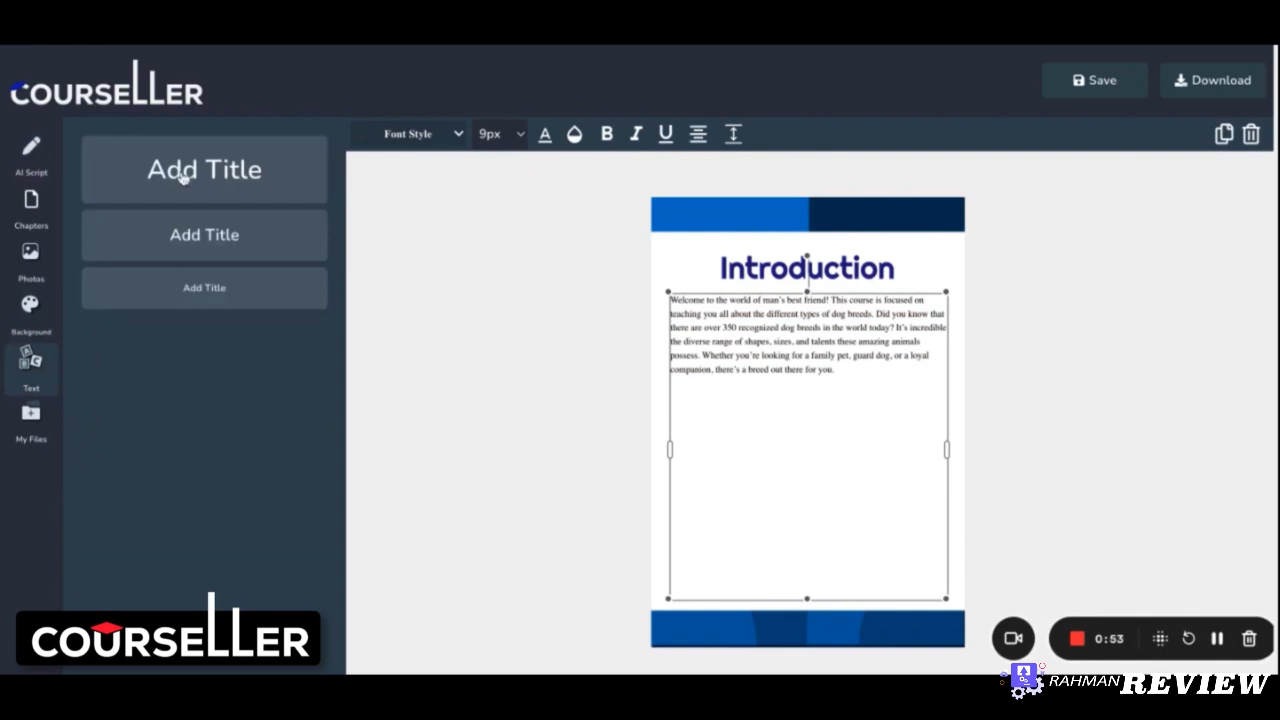 COURSELLER
Save
Download
Font Style
9px
A
B
I
U
AI Script
Chapters
Photos
Background
A
B
C
Text
My Files
Add Title
Add Title
Add Title
Introduction
Welcome to the world of man's best friend! This course is focused on
teaching you all about the different types of dog breeds. Did you know that
there are over 350 recognized dog breeds in the world today? It's incredible
the diverse range of shapes, sizes, and talents these amazing animals
possess. Whether you're looking for a family pet, guard dog, or a loyal
companion, there's a breed out there for you.
COURSELLER
0:53
RAHMAN REVIEW